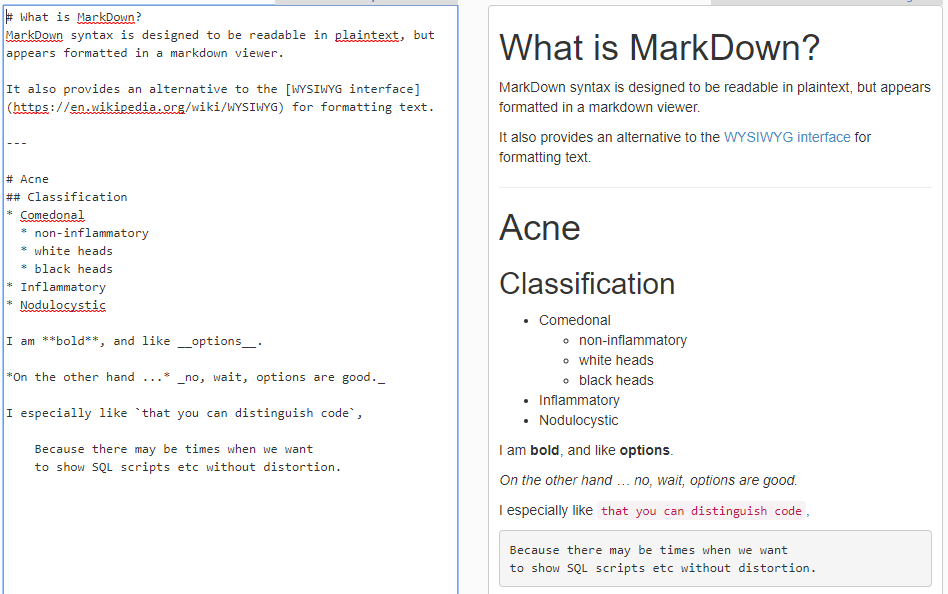 # What is MarkDown?
MarkDown syntax is designed to be readable in plaintext, but
appears formatted in a markdown viewer.

It also provides an alternative to the [WYSIWYG interface]
(https://en.wikipedia.org/wiki/WYSIWYG) for formatting text.

---

# Acne
## Classification
* Comedonal
  * non-inflammatory
  * white heads
  * black heads
* Inflammatory
* Nodulocystic

I am **bold**, and like __options__.

*On the other hand ...* _no, wait, options are good._

I especially like `that you can distinguish code`,

    Because there may be times when we want
    to show SQL scripts etc without distortion.

What is MarkDown?
MarkDown syntax is designed to be readable in plaintext, but appears
formatted in a markdown viewer.
It also provides an alternative to the WYSIWYG interface for
formatting text.
Acne
Classification
• Comedonal
  ◦ non-inflammatory
  ◦ white heads
  ◦ black heads
• Inflammatory
• Nodulocystic
I am bold, and like options.
On the other hand … no, wait, options are good.
I especially like that you can distinguish code,
Because there may be times when we want
to show SQL scripts etc without distortion.